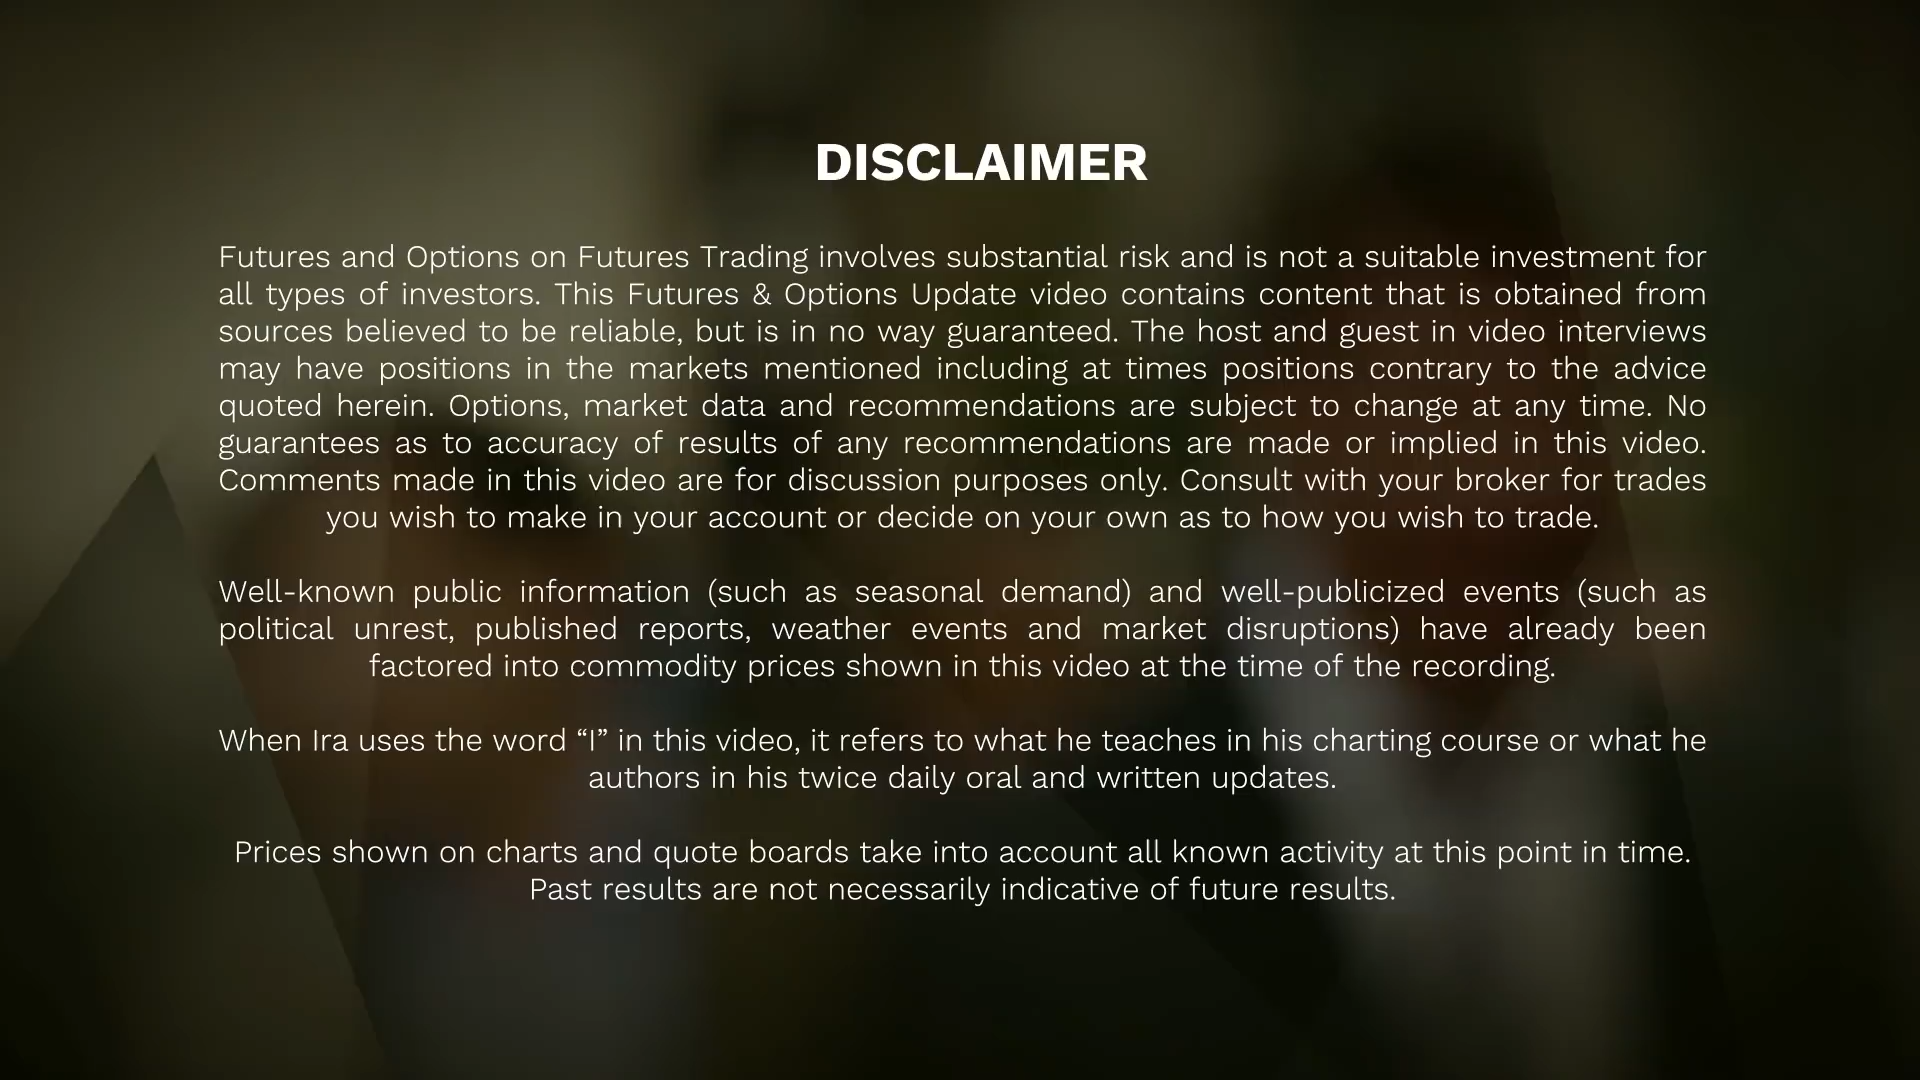 DISCLAIMER
Futures and Options on Futures Trading involves substantial risk and is not a suitable investment for
all types of investors. This Futures & Options Update video contains content that is obtained from
sources believed to be reliable, but is in no way guaranteed. The host and guest in video interviews
may have positions in the markets mentioned including at times positions contrary to the advice
quoted herein. Options, market data and recommendations are subject to change at any time. No
guarantees as to accuracy of results of any recommendations are made or implied in this video.
Comments made in this video are for discussion purposes only. Consult with your broker for trades
you wish to make in your account or decide on your own as to how you wish to trade.
Well-known public information (such as seasonal demand) and well-publicized events (such as
political unrest, published reports, weather events and market disruptions) have already been
factored into commodity prices shown in this video at the time of the recording.
When Ira uses the word “I” in this video, it refers to what he teaches in his charting course or what he
authors in his twice daily oral and written updates.
Prices shown on charts and quote boards take into account all known activity at this point in time.
Past results are not necessarily indicative of future results.